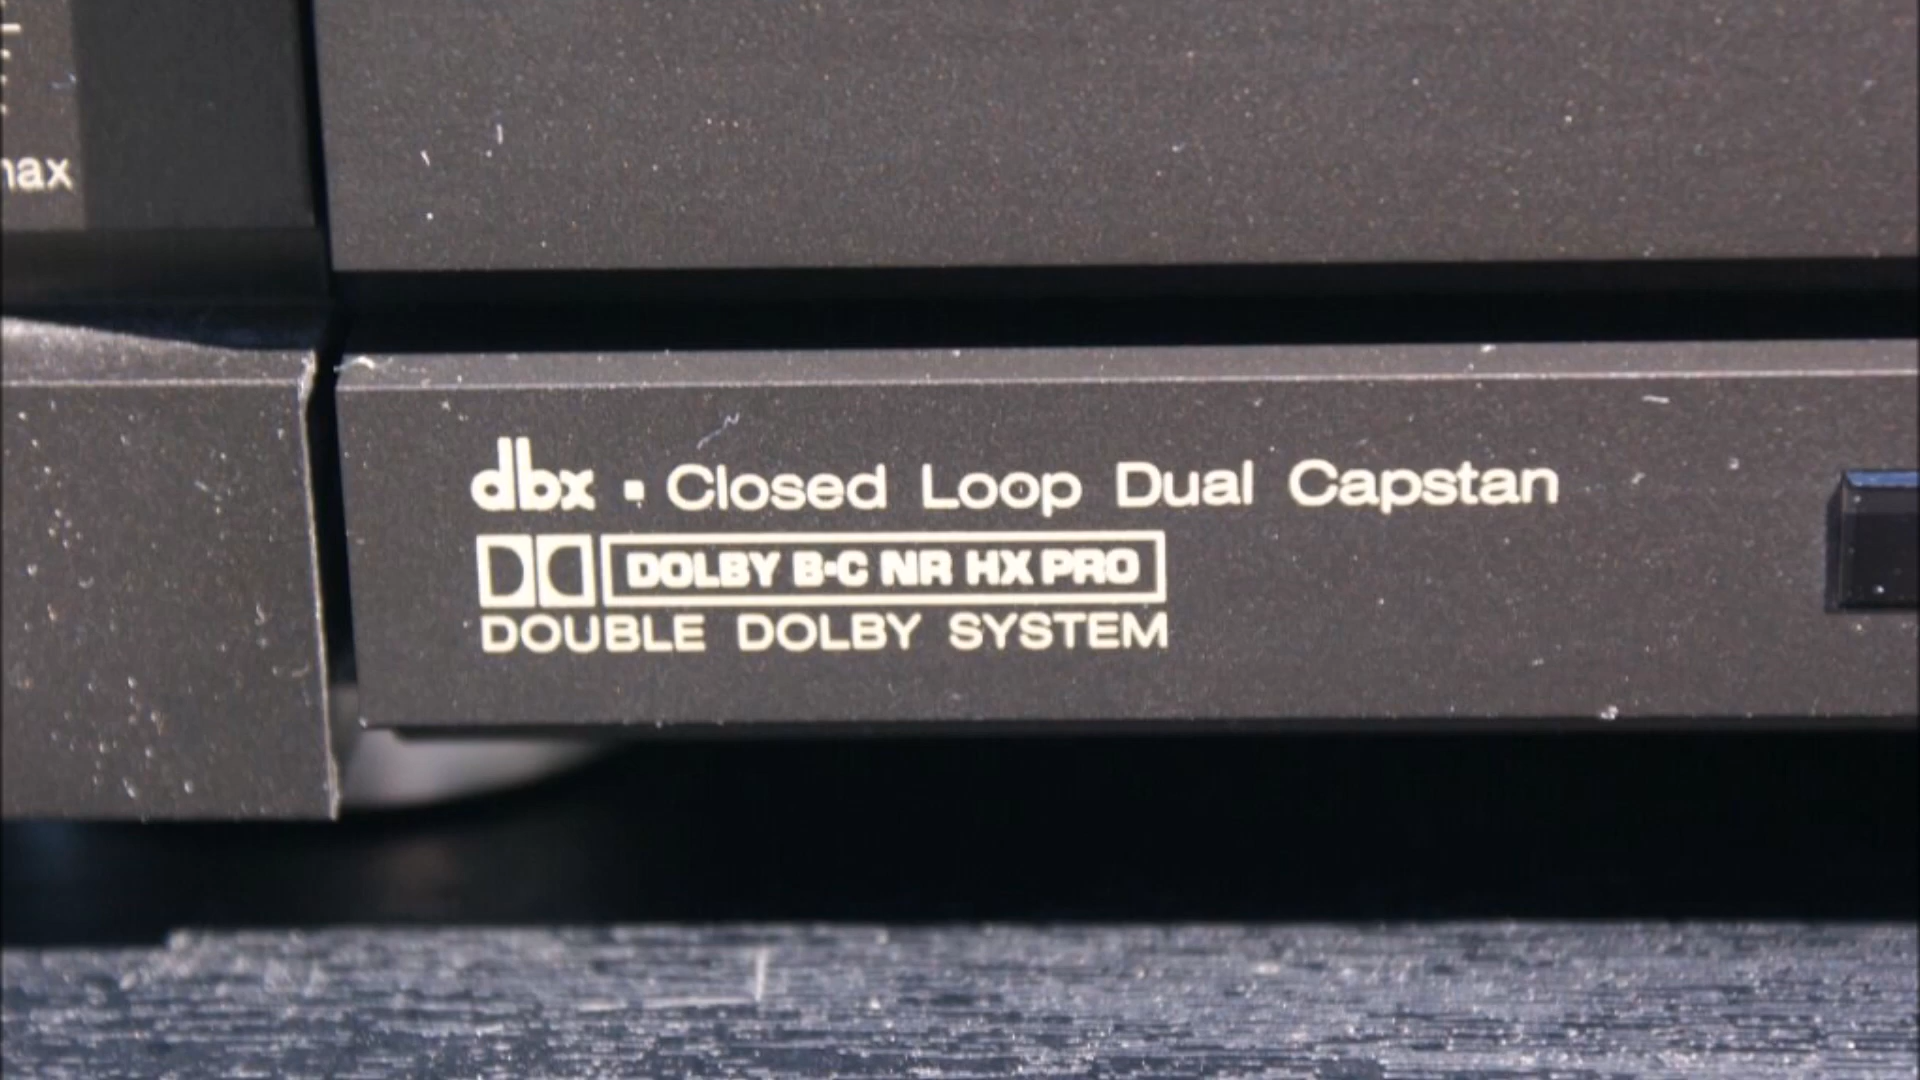 dbx ▪ Closed Loop Dual Capstan
DOLBY B·C NR HX PRO
DOUBLE DOLBY SYSTEM